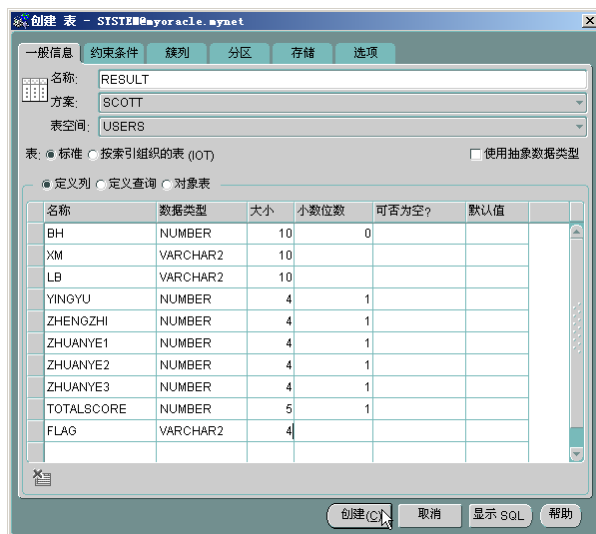 创建 表 - SYSTEM@myoracle.mynet
一般信息 约束条件 簇列 分区 存储 选项
名称: RESULT
方案: SCOTT
表空间: USERS
表: 标准 按索引组织的表 (IOT) 使用抽象数据类型
定义列 定义查询 对象表
名称 数据类型 大小 小数位数 可否为空? 默认值
BH NUMBER 10 0
XM VARCHAR2 10
LB VARCHAR2 10
YINGYU NUMBER 4 1
ZHENGZHI NUMBER 4 1
ZHUANYE1 NUMBER 4 1
ZHUANYE2 NUMBER 4 1
ZHUANYE3 NUMBER 4 1
TOTALSCORE NUMBER 5 1
FLAG VARCHAR2 4
创建(C) 取消 显示 SQL 帮助